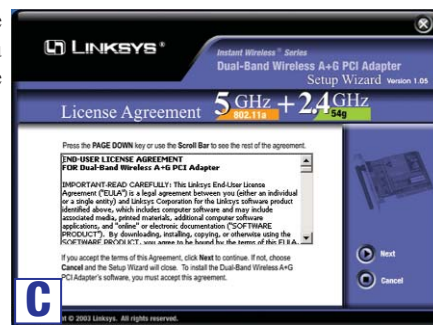 LINKSYS®
Instant Wireless® Series
Dual-Band Wireless A+G
PCI Adapter
Setup Wizard Version 1.05
License Agreement
5 GHz + 2.4 GHz
802.11a 54g
Press the PAGE DOWN key or use the Scroll Bar to see the rest of the agreement.
END-USER LICENSE AGREEMENT
FOR Dual-Band Wireless A+G PCI Adapter
IMPORTANT-READ CAREFULLY: This Linksys End-User License
Agreement ("EULA") is a legal agreement between you (either an individual
or a single entity) and Linksys Corporation for the Linksys software product
identified above, which includes computer software and may include
associated media, printed materials, additional computer software
applications, and "online" or electronic documentation ("SOFTWARE
PRODUCT"). By downloading, installing, copying, or otherwise using the
SOFTWARE PRODUCT, you agree to be bound by the terms of this EULA.
If you accept the terms of this Agreement, click Next to continue. If not, choose
Cancel and the Setup Wizard will close. To install the Dual-Band Wireless A+G
PCI Adapter's software, you must accept this agreement.
Next
Cancel
C
t © 2003 Linksys. All rights reserved.